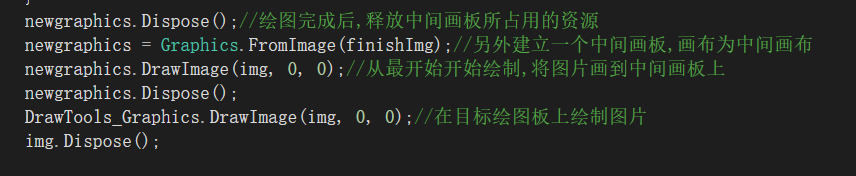 }
newgraphics.Dispose();//绘图完成后,释放中间画板所占用的资源
newgraphics = Graphics.FromImage(finishImg);//另外建立一个中间画板,画布为中间画布
newgraphics.DrawImage(img, 0, 0);//从最开始开始绘制,将图片画到中间画板上
newgraphics.Dispose();
DrawTools_Graphics.DrawImage(img, 0, 0);//在目标绘图板上绘制图片
img.Dispose();